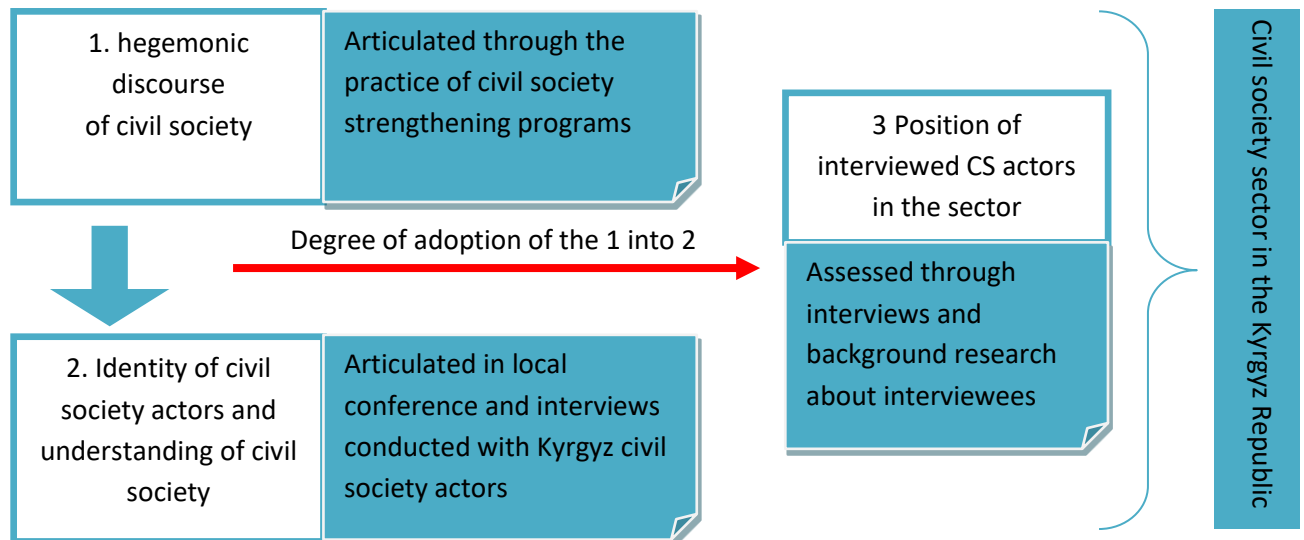 1. hegemonic
discourse
of civil society
Articulated through the
practice of civil society
strengthening programs
Degree of adoption of the 1 into 2
2. Identity of civil
society actors and
understanding of civil
society
Articulated in local
conference and interviews
conducted with Kyrgyz civil
society actors
3 Position of
interviewed CS actors
in the sector
Assessed through
interviews and
background research
about interviewees
Civil society sector in the Kyrgyz Republic